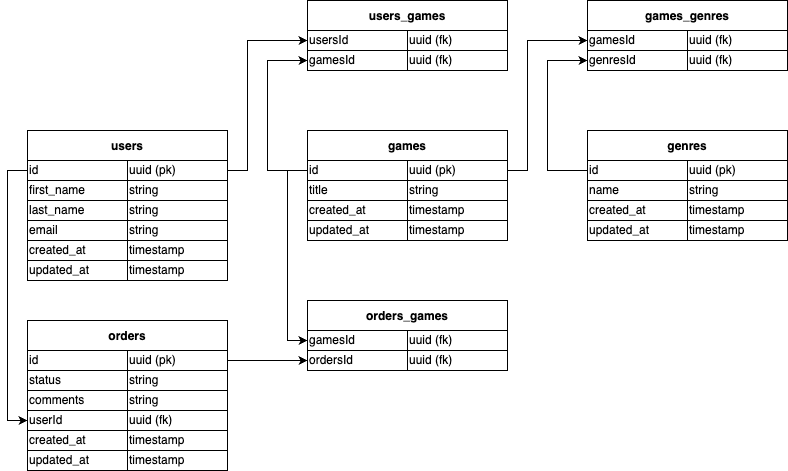 users_games
usersId uuid (fk)
gamesId uuid (fk)
game_genres
gamesId uuid (fk)
genresId uuid (fk)
users
id uuid (pk)
first_name string
last_name string
email string
created_at timestamp
updated_at timestamp
games
id uuid (pk)
title string
created_at timestamp
updated_at timestamp
genres
id uuid (pk)
name string
created_at timestamp
updated_at timestamp
orders
id uuid (pk)
status string
comments string
userId uuid (fk)
created_at timestamp
updated_at timestamp
orders_games
gamesId uuid (fk)
ordersId uuid (fk)